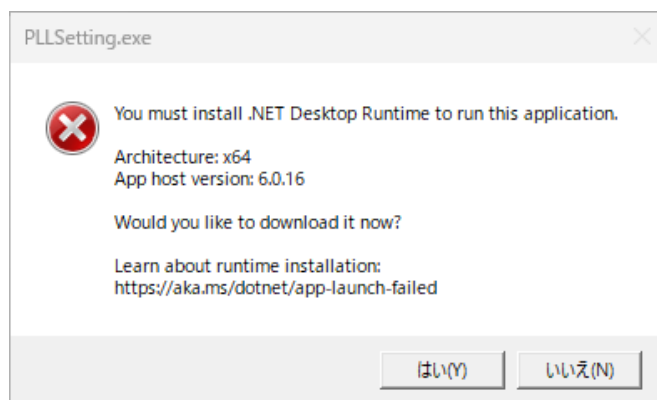 PLLSetting.exe
You must install .NET Desktop Runtime to run this application.
Architecture: x64
App host version: 6.0.16
Would you like to download it now?
Learn about runtime installation:
https://aka.ms/dotnet/app-launch-failed
はい(Y) いいえ(N)